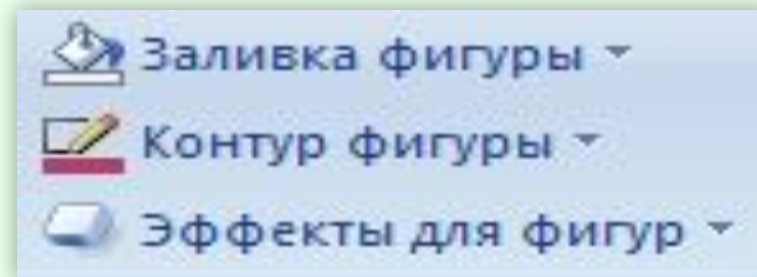 Заливка фигуры
Контур фигуры
Эффекты для фигур